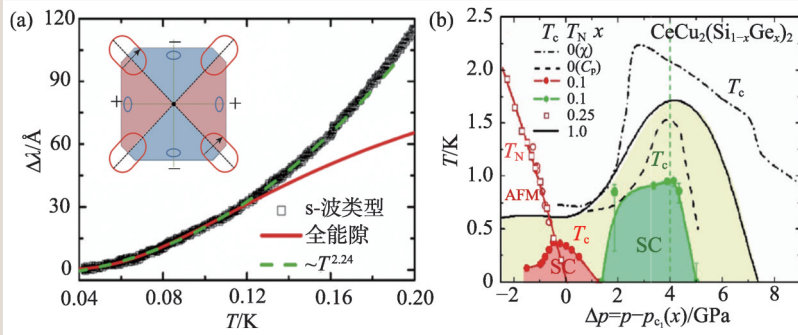 (a)
120
90
60
30
0
Δλ/Å
+
−
+
−
s-波类型
全能隙
~T^2.24
0.04
0.08
0.12
0.16
0.20
T/K
(b)
2.5
2.0
1.5
1.0
0.5
0
T/K
T_c T_N x
CeCu₂(Si₁₋ₓGeₓ)₂
0(χ)
0(C_p)
0.1
0.1
0.25
1.0
T_c
T_N
T_c
AFM
T_c
SC
SC
−2
0
2
4
6
8
Δp=p−p_c₁(x)/GPa